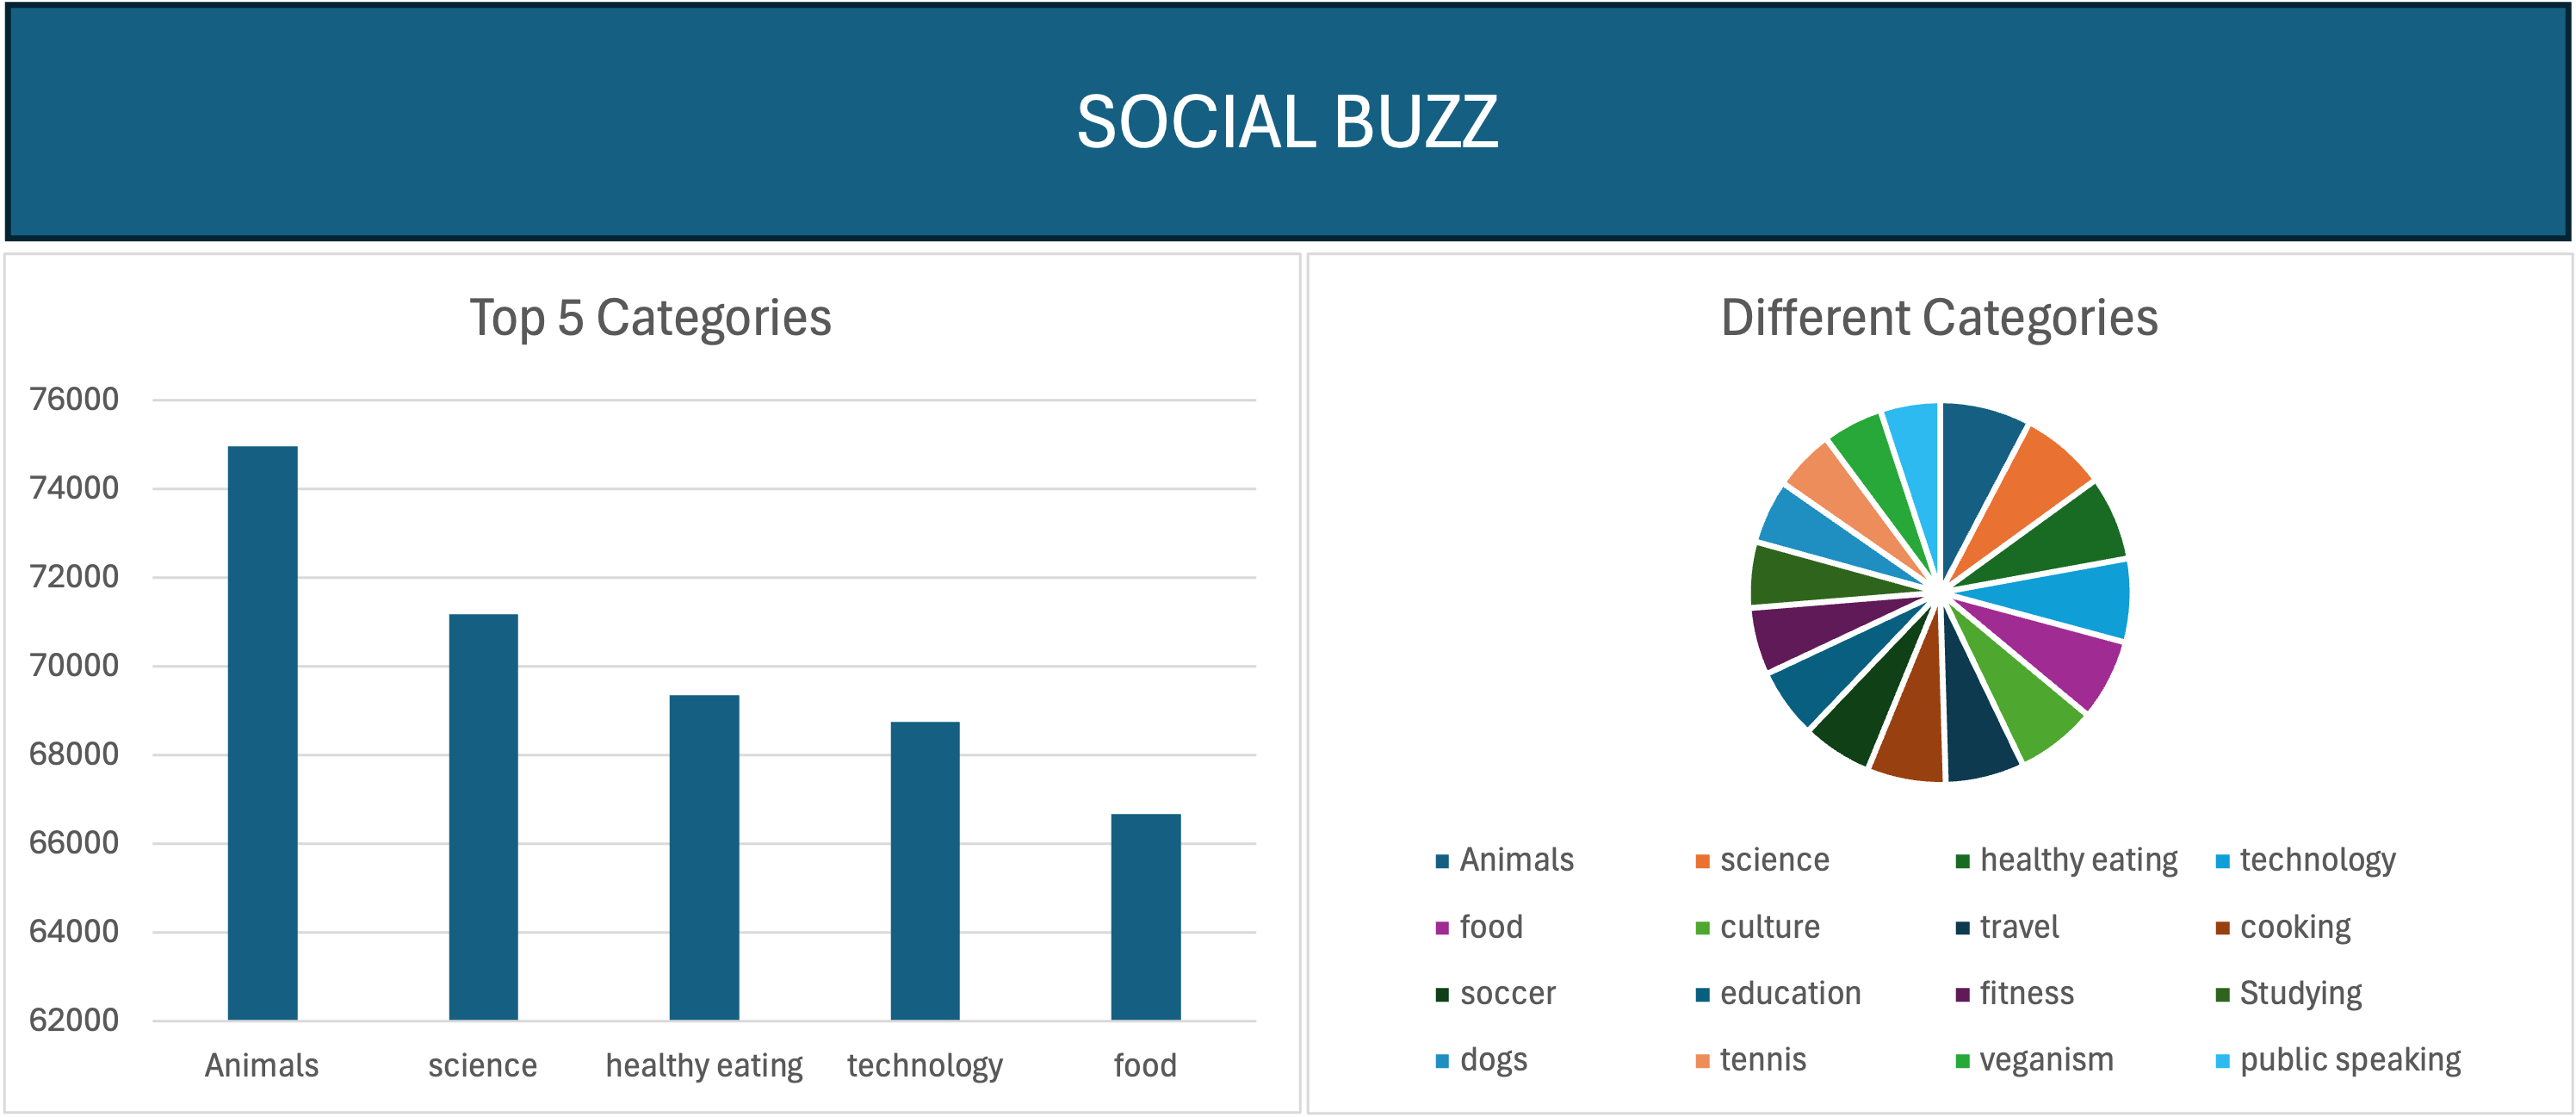 SOCIAL BUZZ
Top 5 Categories
76000
74000
72000
70000
68000
66000
64000
62000
Animals science healthy eating technology food
Different Categories
Animals science healthy eating technology
food culture travel cooking
soccer education fitness Studying
dogs tennis veganism public speaking